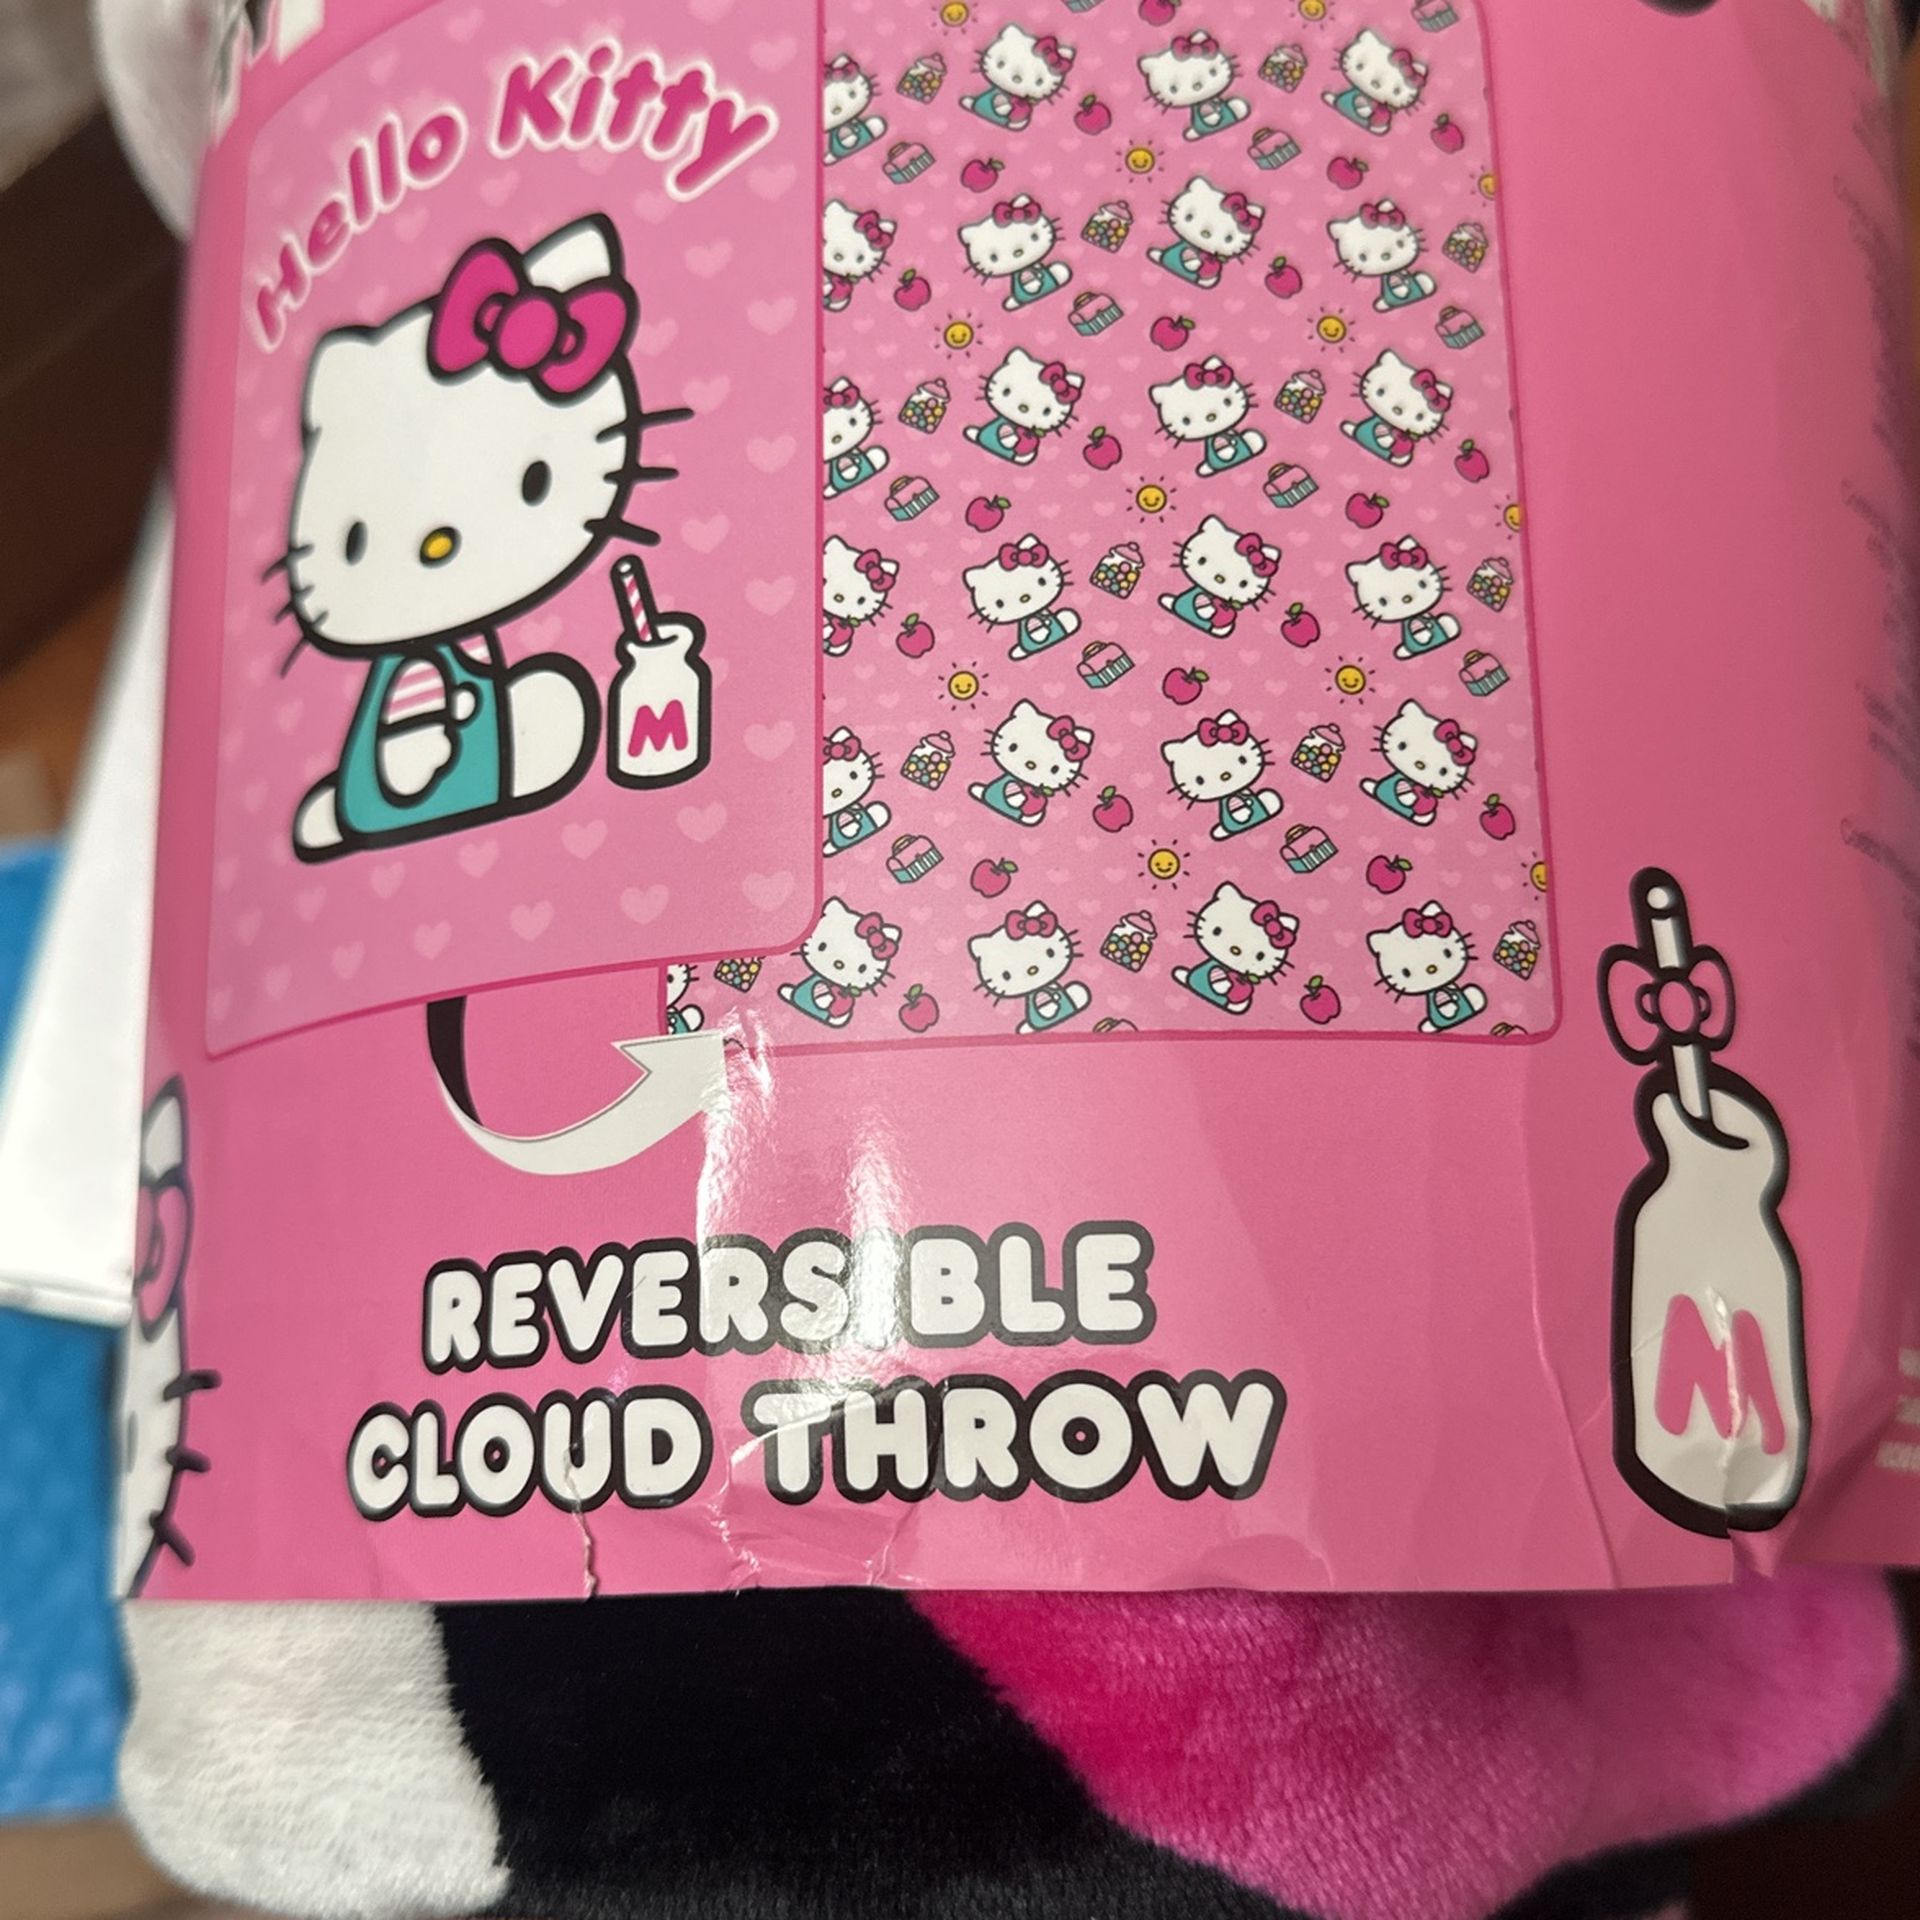 Hello Kitty
M
REVERSIBLE
CLOUD THROW
M